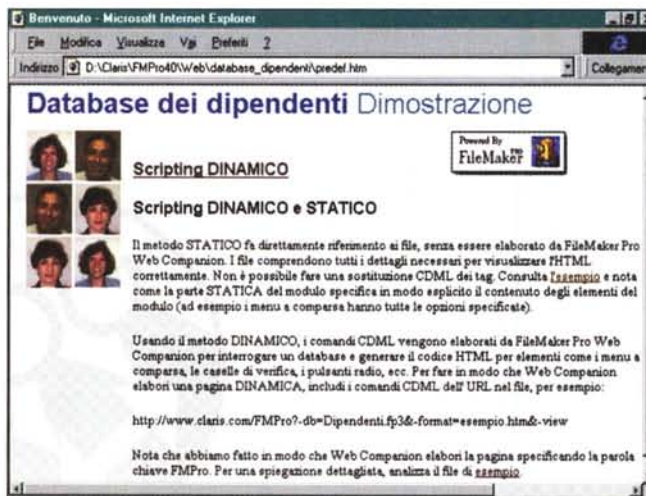 Benvenuto - Microsoft Internet Explorer
File Modifica Visualizza Vai Preferiti ?
Indirizzo D:\Claris\FMPro40\Web\database_dipendenti\predef.htm Collegamen
Database dei dipendenti Dimostrazione
Powered By
FileMaker PRO
Scripting DINAMICO
Scripting DINAMICO e STATICO
Il metodo STATICO fa direttamente riferimento ai file, senza essere elaborato da FileMaker Pro
Web Companion. I file comprendono tutti i dettagli necessari per visualizzare l'HTML
correttamente. Non è possibile fare una sostituzione CDML dei tag. Consulta l'esempio e nota
come la parte STATICA del modulo specifica in modo esplicito il contenuto degli elementi del
modulo (ad esempio i menu a comparsa hanno tutte le opzioni specificate).
Usando il metodo DINAMICO, i comandi CDML vengono elaborati da FileMaker Pro Web
Companion per interrogare un database e generare il codice HTML per elementi come i menu a
comparsa, le caselle di verifica, i pulsanti radio, ecc. Per fare in modo che Web Companion
elabori una pagina DINAMICA, includi i comandi CDML dell' URL nel file, per esempio:
http://www.claris.com/FMPro?-db=Dipendenti.fp3&-format=esempio.htm&-view
Nota che abbiamo fatto in modo che Web Companion elabori la pagina specificando la parola
chiave FMPro. Per una spiegazione dettagliata, analizza il file di esempio.